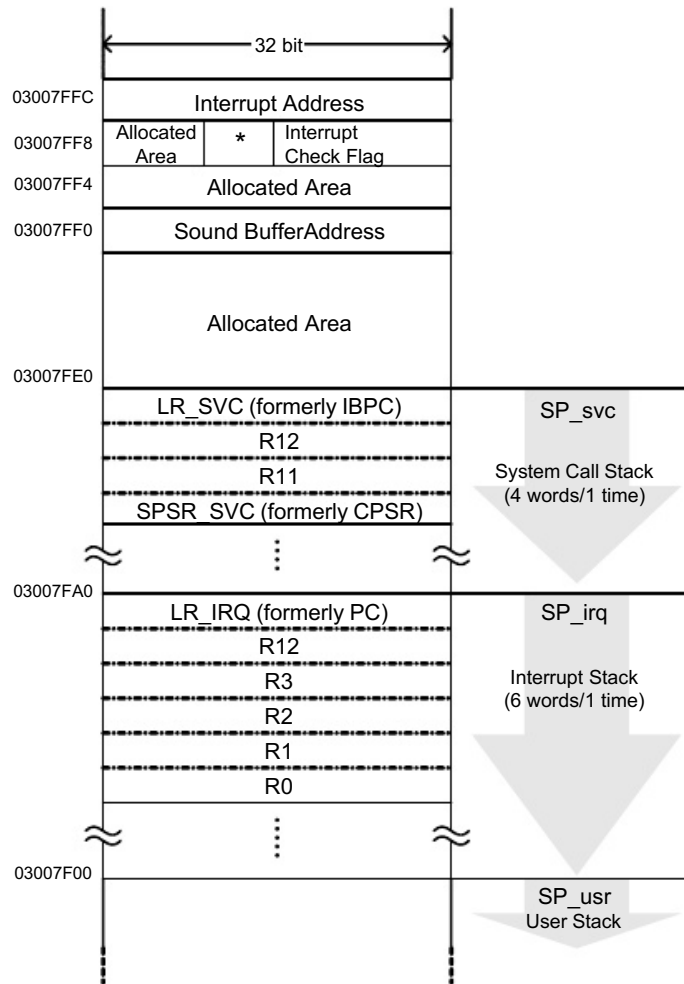 32 bit
03007FFC
Interrupt Address
03007FF8
Allocated
Area
*
Interrupt
Check Flag
03007FF4
Allocated Area
03007FF0
Sound BufferAddress
Allocated Area
03007FE0
LR_SVC (formerly IBPC)
SP_svc
R12
R11
System Call Stack
(4 words/1 time)
SPSR_SVC (formerly CPSR)
03007FA0
LR_IRQ (formerly PC)
SP_irq
R12
R3
Interrupt Stack
(6 words/1 time)
R2
R1
R0
03007F00
SP_usr
User Stack